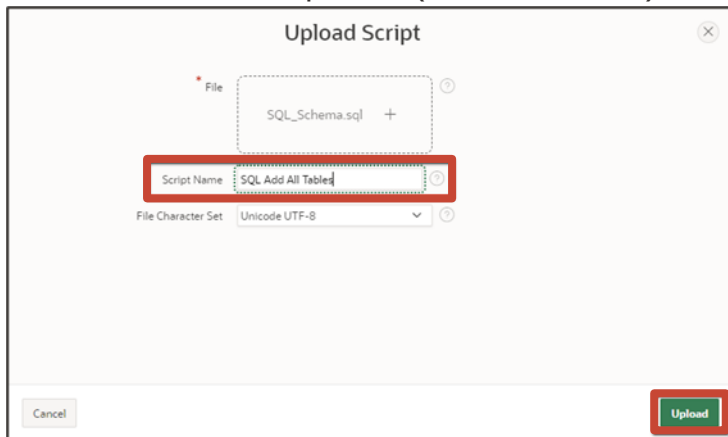 Upload Script
* File
SQL_Schema.sql +
Script Name SQL Add All Tables
File Character Set Unicode UTF-8
Cancel Upload